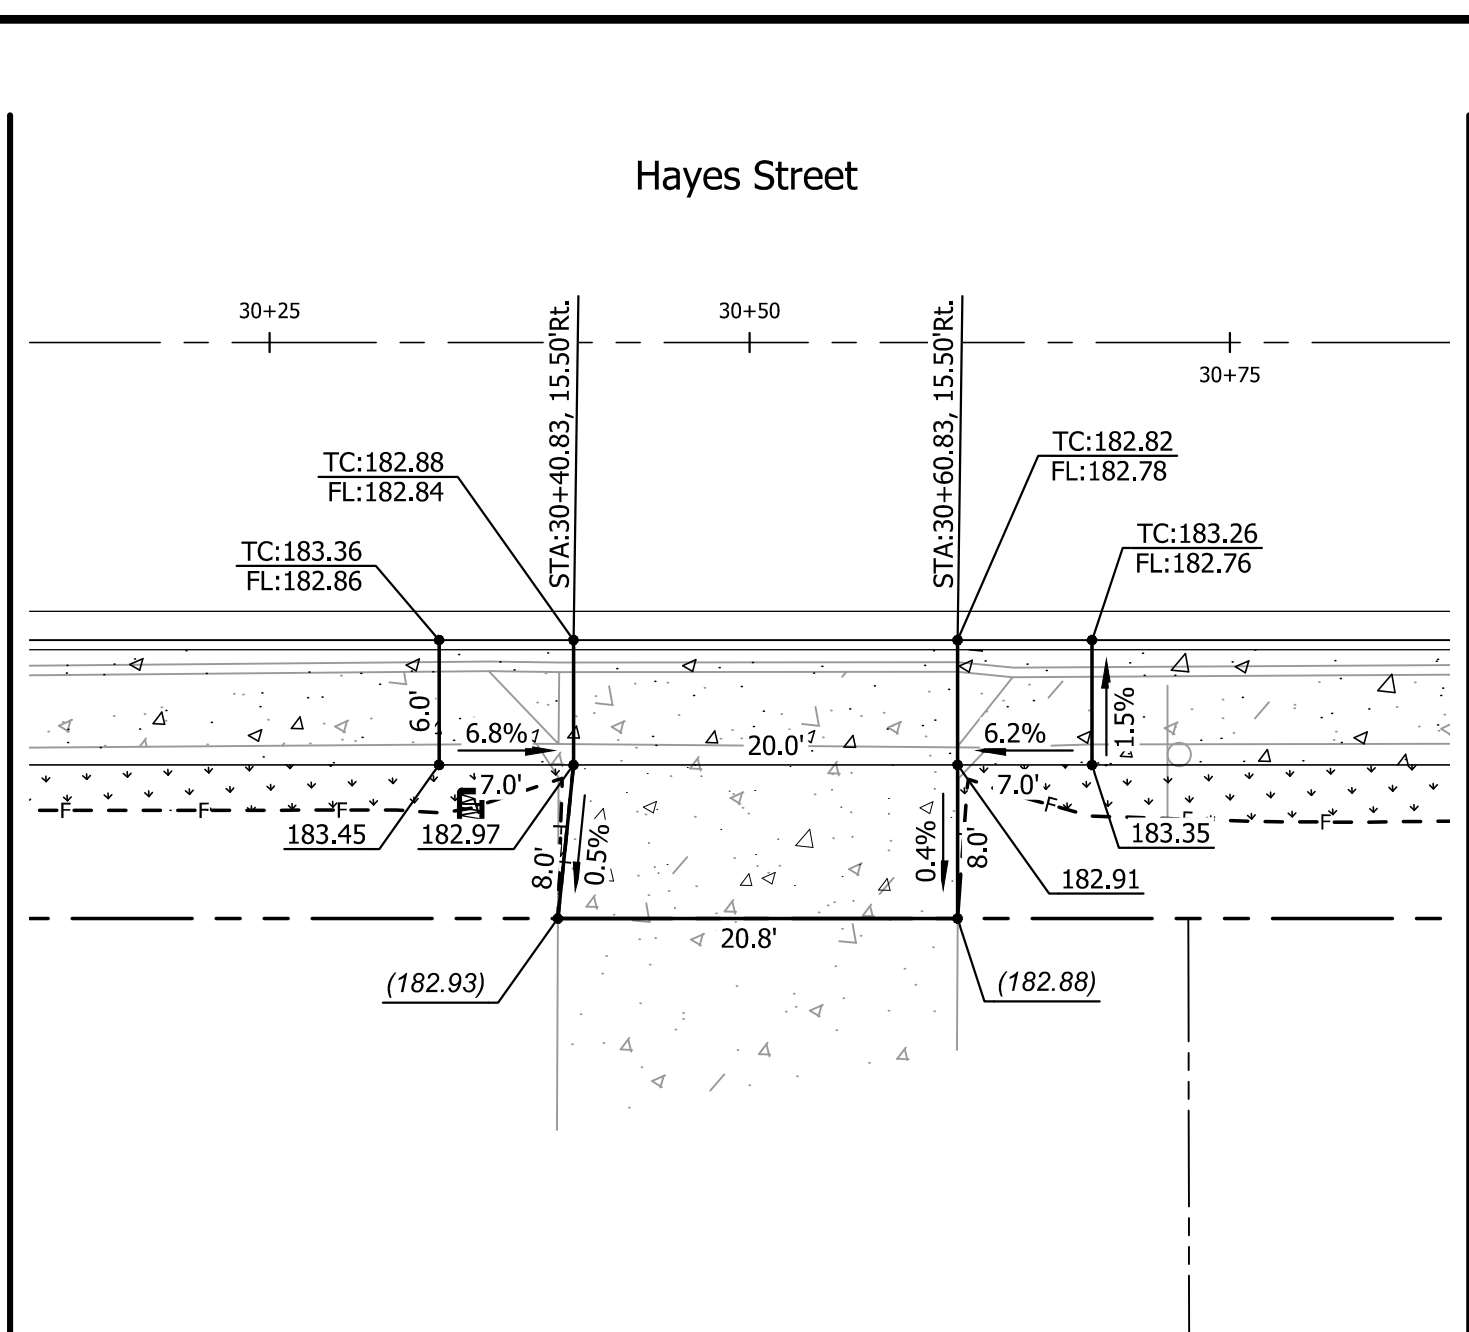 Hayes Street
30+25
30+50
30+75
STA:30+40.83, 15.50'Rt.
STA:30+60.83, 15.50'Rt.
TC:182.88
FL:182.84
TC:182.82
FL:182.78
TC:183.36
FL:182.86
TC:183.26
FL:182.76
6.0'
6.8%
20.0'
6.2%
1.5%
7.0'
7.0'
F
F
F
F
F
F
183.45
182.97
8.0'
0.5%
0.4%
8.0'
183.35
182.91
20.8'
(182.93)
(182.88)